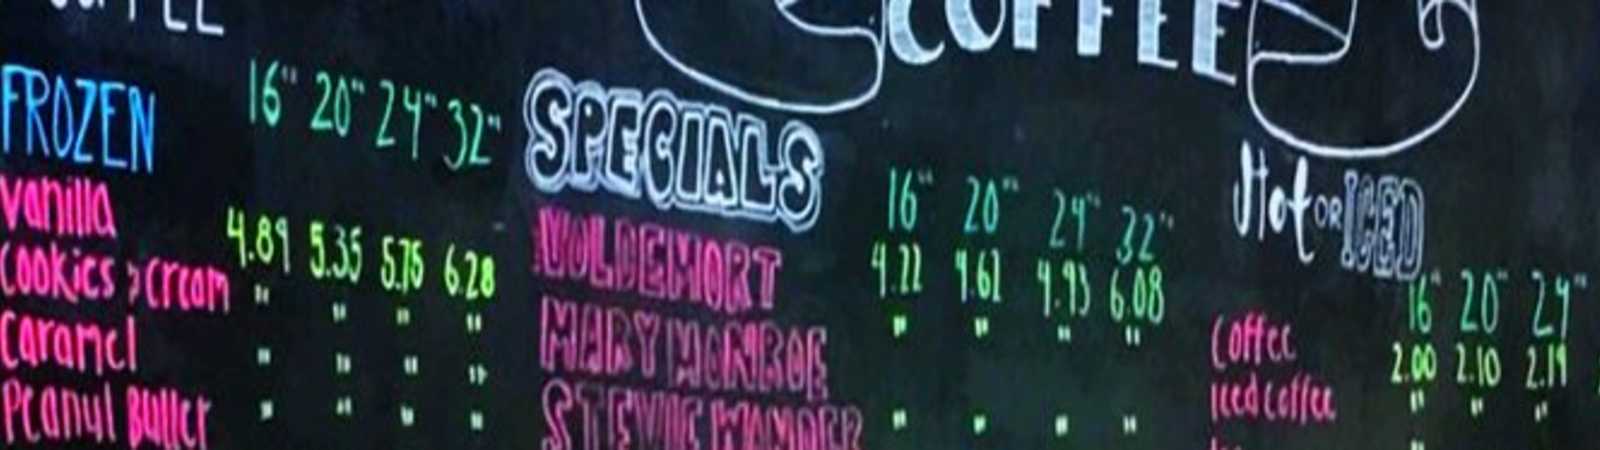 COFFEE
FROZEN 16" 20" 24" 32"
Vanilla 4.89 5.35 5.75 6.28
Cookies > cream " " " "
Caramel " " " "
Peanut Butter " " " "
SPECIALS 16" 20" 24" 32"
VOLDEMORT 4.22 4.61 4.93 6.08
MARY MONROE " " " "
STEVIE WONDER " " " "
Hot OR ICED
16" 20" 24"
Coffee 2.00 2.10 2.19
Iced coffee " " "